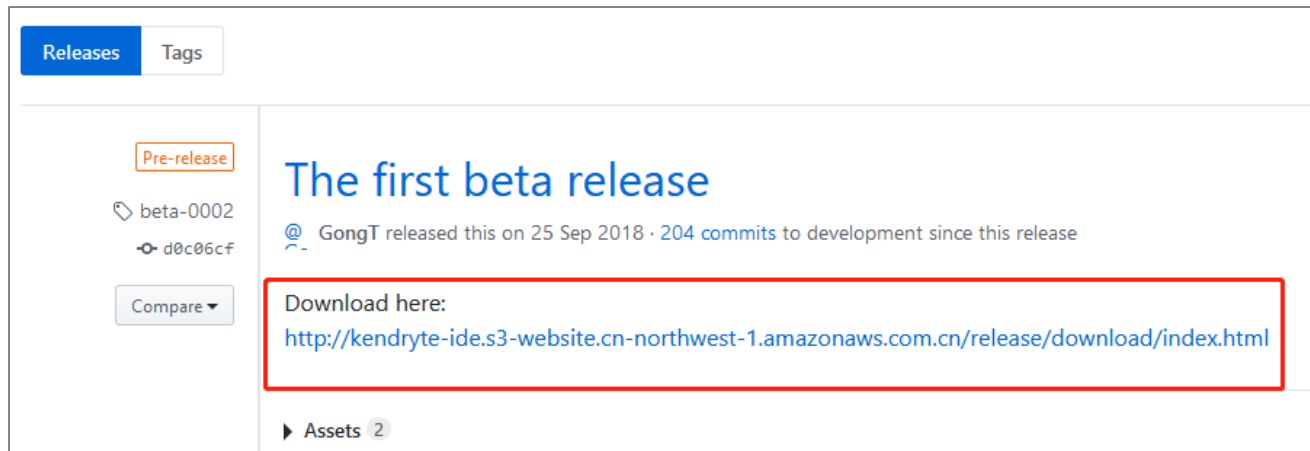 Releases Tags
Pre-release
beta-0002
d0c06cf
Compare
The first beta release
GongT released this on 25 Sep 2018 · 204 commits to development since this release
Download here:
http://kendryte-ide.s3-website.cn-northwest-1.amazonaws.com.cn/release/download/index.html
Assets 2